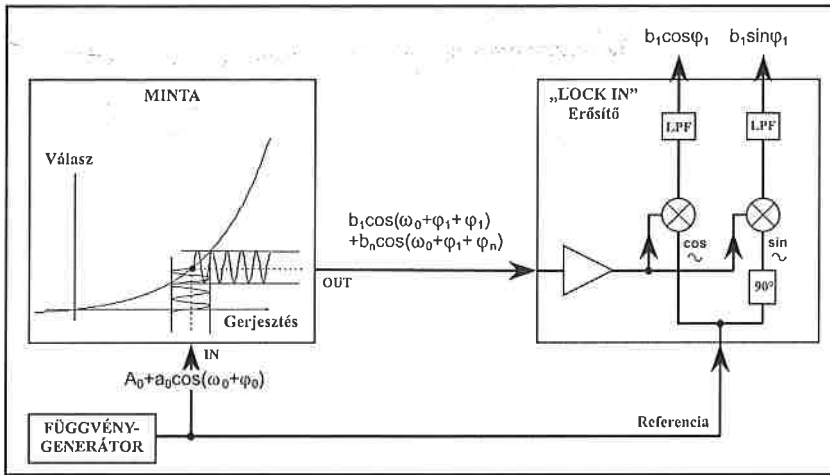 b₁cosφ₁ b₁sinφ₁
MINTA
„LOCK IN”
Erősítő
LPF LPF
Válasz
b₁cos(ω₀+φ₁+φ₁)
+bₙcos(ω₀+φ₁+φₙ)
cos sin
OUT
90°
Gerjesztés
IN
A₀+a₀cos(ω₀+φ₀)
Referencia
FÜGGVÉNY-
GENERÁTOR